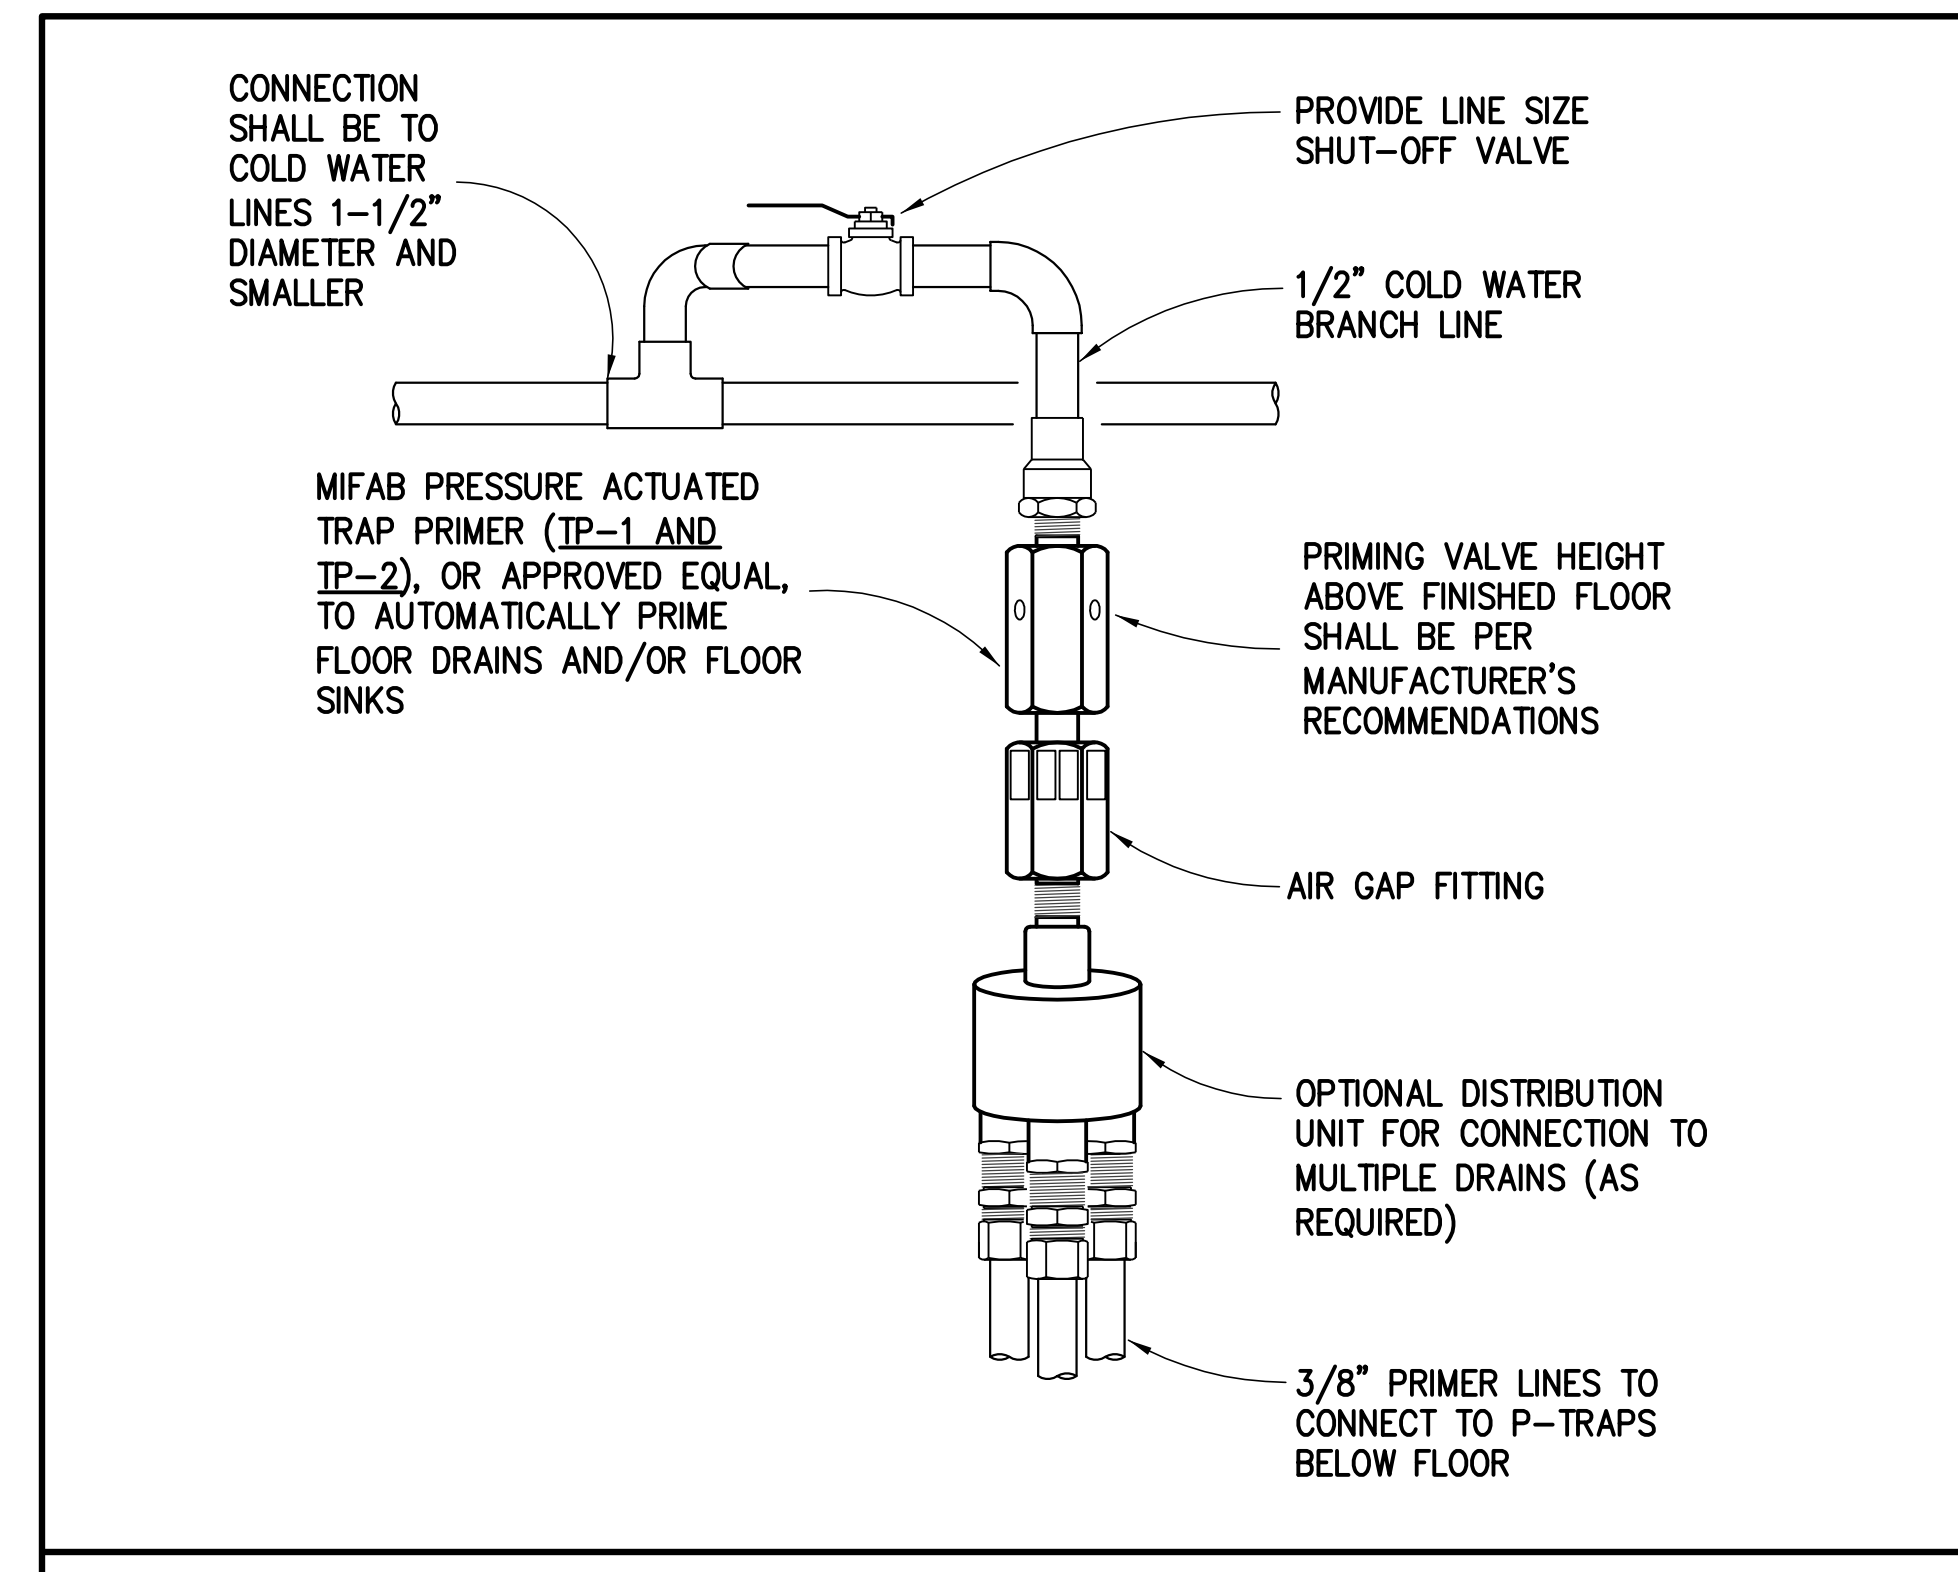 CONNECTION
SHALL BE TO
COLD WATER
LINES 1-1/2"
DIAMETER AND
SMALLER
PROVIDE LINE SIZE
SHUT-OFF VALVE
1/2" COLD WATER
BRANCH LINE
MIFAB PRESSURE ACTUATED
TRAP PRIMER (TP-1 AND
TP-2), OR APPROVED EQUAL,
TO AUTOMATICALLY PRIME
FLOOR DRAINS AND/OR FLOOR
SINKS
PRIMING VALVE HEIGHT
ABOVE FINISHED FLOOR
SHALL BE PER
MANUFACTURER'S
RECOMMENDATIONS
AIR GAP FITTING
OPTIONAL DISTRIBUTION
UNIT FOR CONNECTION TO
MULTIPLE DRAINS (AS
REQUIRED)
3/8" PRIMER LINES TO
CONNECT TO P-TRAPS
BELOW FLOOR